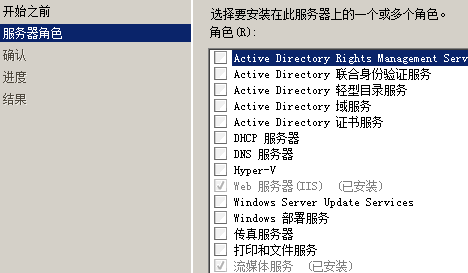 开始之前
服务器角色
确认
进度
结果
选择要安装在此服务器上的一个或多个角色。
角色(R):
Active Directory Rights Management Serv
Active Directory 联合身份验证服务
Active Directory 轻型目录服务
Active Directory 域服务
Active Directory 证书服务
DHCP 服务器
DNS 服务器
Hyper-V
Web 服务器(IIS) (已安装)
Windows Server Update Services
Windows 部署服务
传真服务器
打印和文件服务
流媒体服务 (已安装)